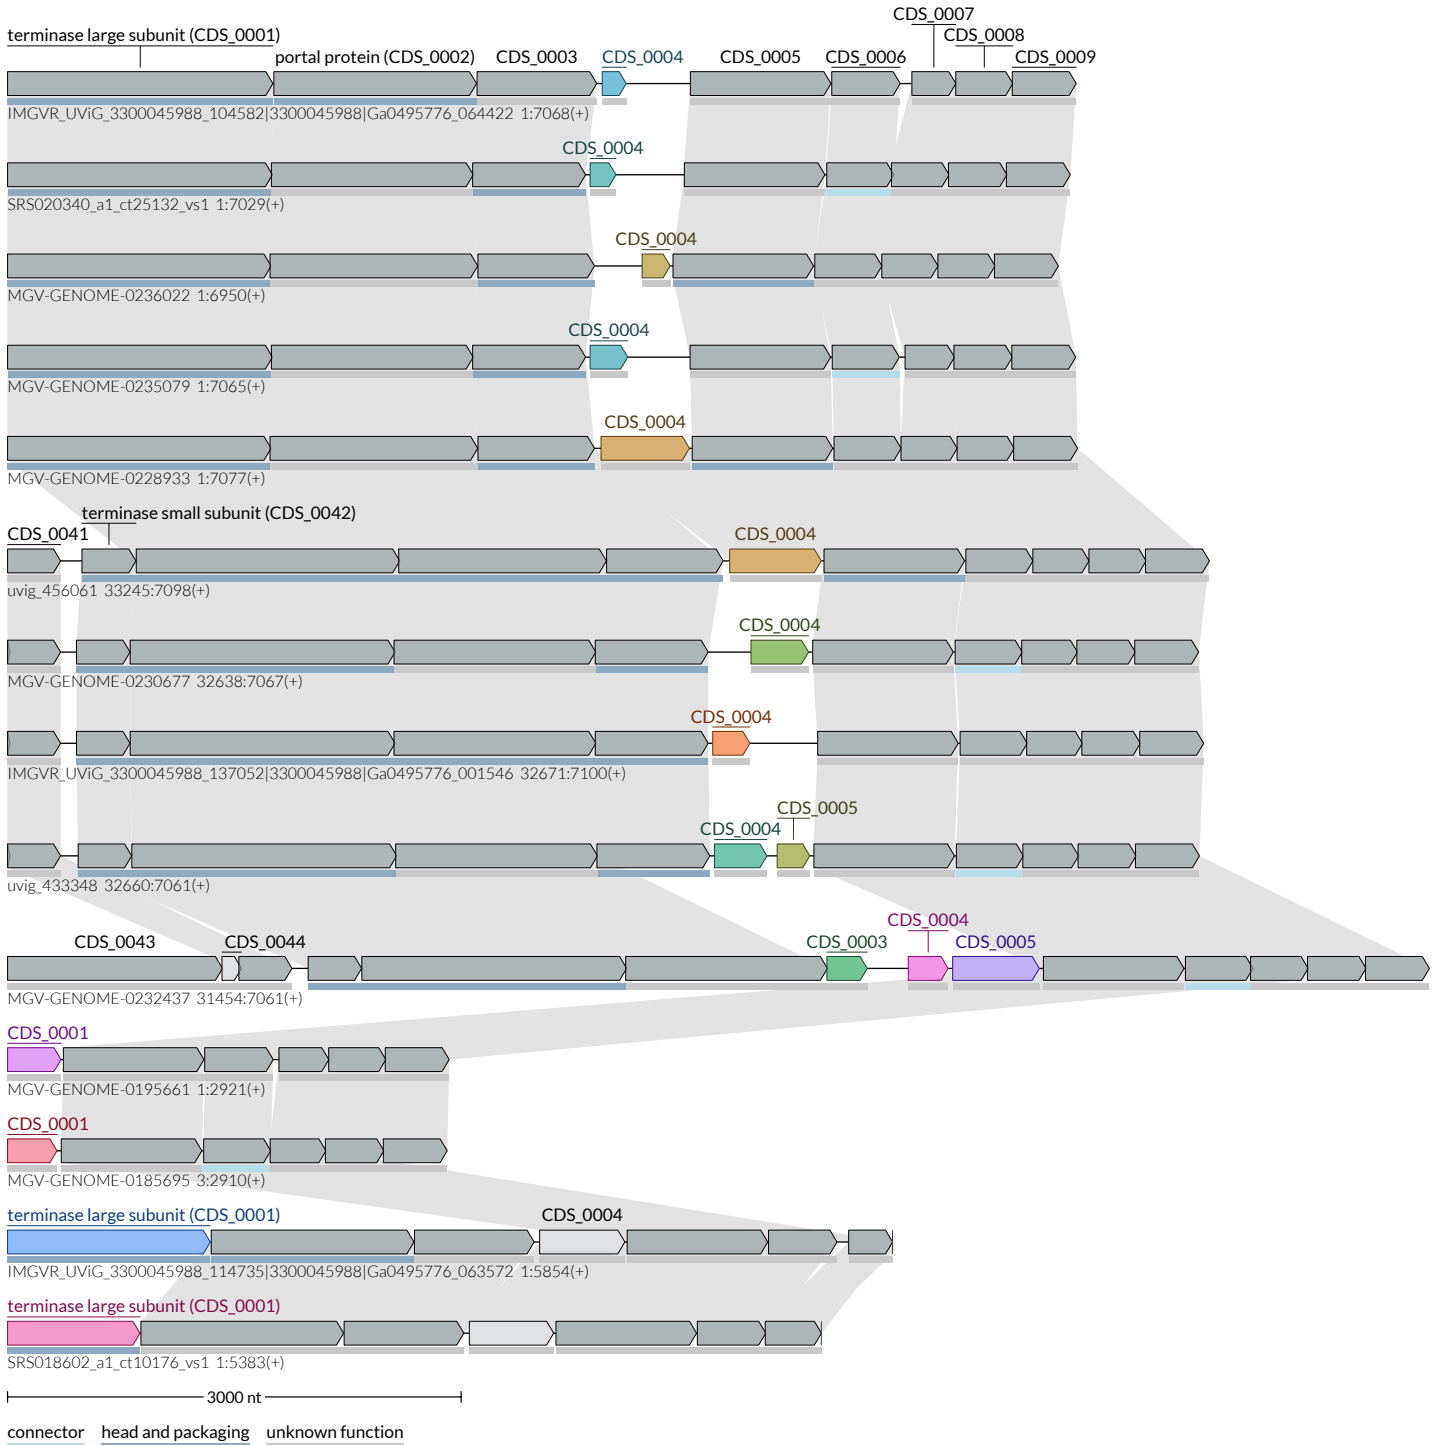 CDS_0007
terminase large subunit (CDS_0001)
CDS_0008
portal protein (CDS_0002)
CDS_0003
CDS_0004
CDS_0005
CDS_0006
CDS_0009
IMGVR_UViG_3300045988_104582|3300045988|Ga0495776_064422 1:7068(+)
CDS_0004
SRS020340_a1_ct25132_vs1 1:7029(+)
CDS_0004
MGV-GENOME-0236022 1:6950(+)
CDS_0004
MGV-GENOME-0235079 1:7065(+)
CDS_0004
MGV-GENOME-0228933 1:7077(+)
terminase small subunit (CDS_0042)
CDS_0041
CDS_0004
uvig_456061 33245:7098(+)
CDS_0004
MGV-GENOME-0230677 32638:7067(+)
CDS_0004
IMGVR_UViG_3300045988_137052|3300045988|Ga0495776_001546 32671:7100(+)
CDS_0005
CDS_0004
uvig_433348 32660:7061(+)
CDS_0004
CDS_0043
CDS_0044
CDS_0003
CDS_0005
MGV-GENOME-0232437 31454:7061(+)
CDS_0001
MGV-GENOME-0195661 1:2921(+)
CDS_0001
MGV-GENOME-0185695 3:2910(+)
terminase large subunit (CDS_0001)
CDS_0004
IMGVR_UViG_3300045988_114735|3300045988|Ga0495776_063572 1:5854(+)
terminase large subunit (CDS_0001)
SRS018602_a1_ct10176_vs1 1:5383(+)
3000 nt
connector
head and packaging
unknown function